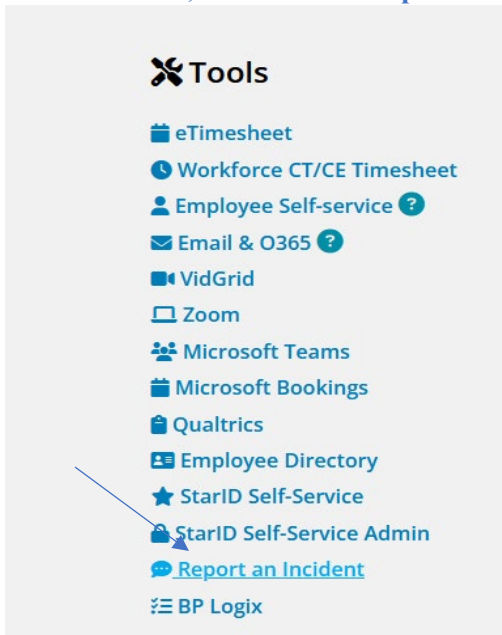 Tools
eTimesheet
Workforce CT/CE Timesheet
Employee Self-service ?
Email & O365 ?
VidGrid
Zoom
Microsoft Teams
Microsoft Bookings
Qualtrics
Employee Directory
StarID Self-Service
StarID Self-Service Admin
Report an Incident
BP Logix